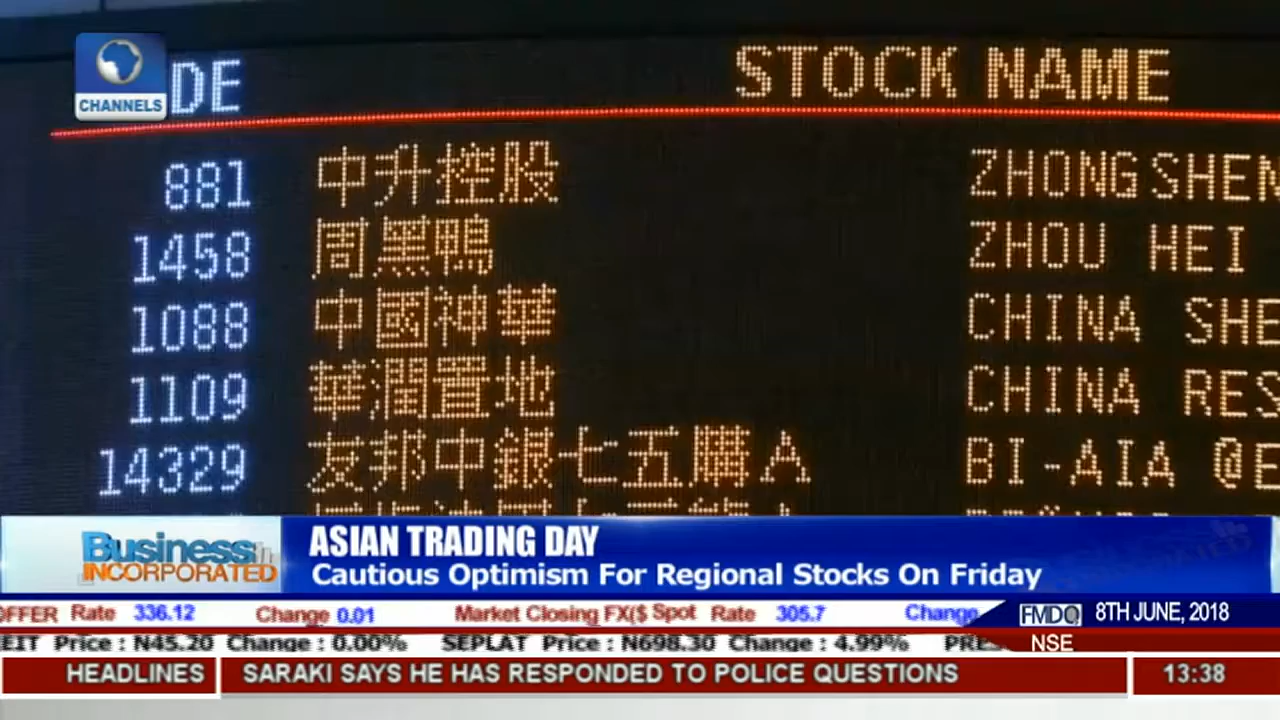 CHANNELS
DE STOCK NAME
881 中升控股 ZHONGSHEN
1458 周黑鴨 ZHOU HEI
1088 中國神華 CHINA SHE
1109 華潤置地 CHINA RES
14329 友邦中銀七五購A BI-AIA @E
Business INCORPORATED
ASIAN TRADING DAY
Cautious Optimism For Regional Stocks On Friday
OFFER Rate 336.12 Change 0.01 Market Closing FX($ Spot Rate 305.7 Change
FMDQ 8TH JUNE, 2018
Price : N45.20 Change : 0.00% SEPLAT Price : N698.30 Change : 4.99% PRES
NSE
HEADLINES SARAKI SAYS HE HAS RESPONDED TO POLICE QUESTIONS 13:38